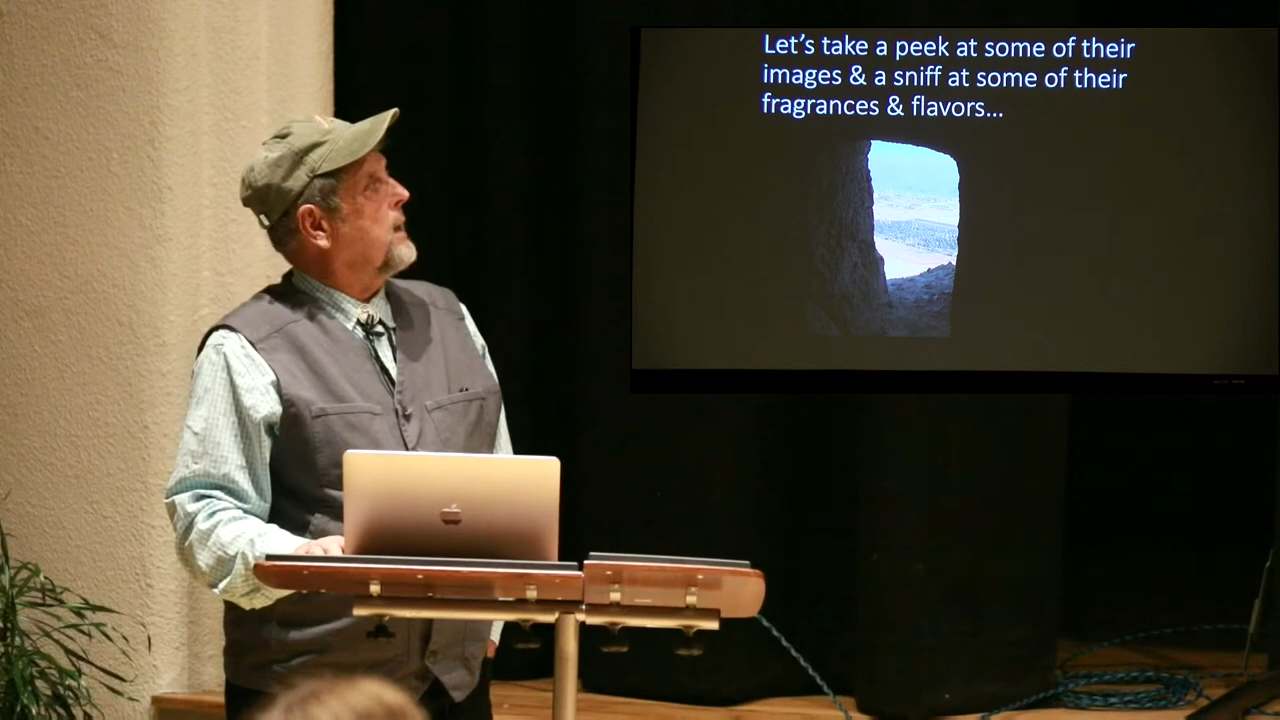 Let's take a peek at some of their
images & a sniff at some of their
fragrances & flavors...